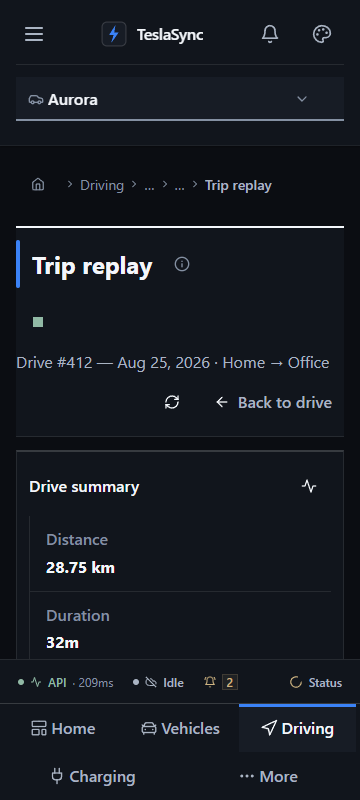 TeslaSync
Aurora
Driving > ... > ... > Trip replay
Trip replay
Drive #412 — Aug 25, 2026 · Home → Office
← Back to drive
Drive summary
Distance
28.75 km
Duration
32m
API · 209ms Idle 2 Status
Home Vehicles Driving
Charging ··· More